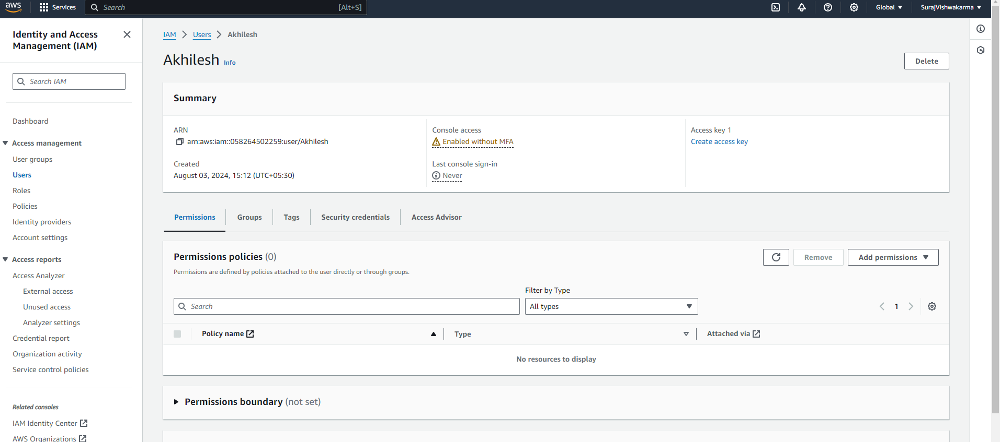 aws
Services
Search
[Alt+S]
Global
SurajVishwakarma
Identity and Access
Management (IAM)
Search IAM
Dashboard
Access management
User groups
Users
Roles
Policies
Identity providers
Account settings
Access reports
Access Analyzer
External access
Unused access
Analyzer settings
Credential report
Organization activity
Service control policies
Related consoles
IAM Identity Center
AWS Organizations
IAM > Users > Akhilesh
Akhilesh Info
Delete
Summary
ARN
arn:aws:iam::058264502259:user/Akhilesh
Created
August 03, 2024, 15:12 (UTC+05:30)
Console access
Enabled without MFA
Last console sign-in
Never
Access key 1
Create access key
Permissions
Groups
Tags
Security credentials
Access Advisor
Permissions policies (0)
Permissions are defined by policies attached to the user directly or through groups.
Remove
Add permissions
Filter by Type
Search
All types
1
Policy name
Type
Attached via
No resources to display
Permissions boundary (not set)